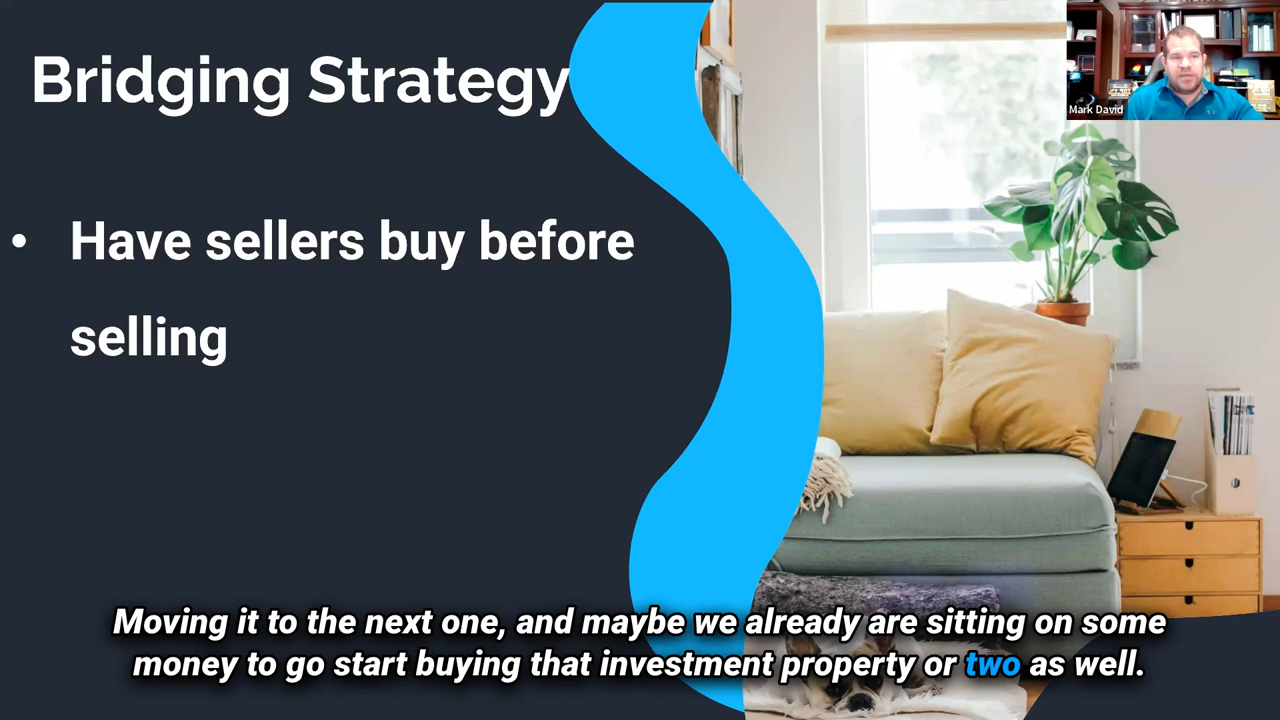 Bridging Strategy
Mark David
• Have sellers buy before
selling
Moving it to the next one, and maybe we already are sitting on some
money to go start buying that investment property or two as well.